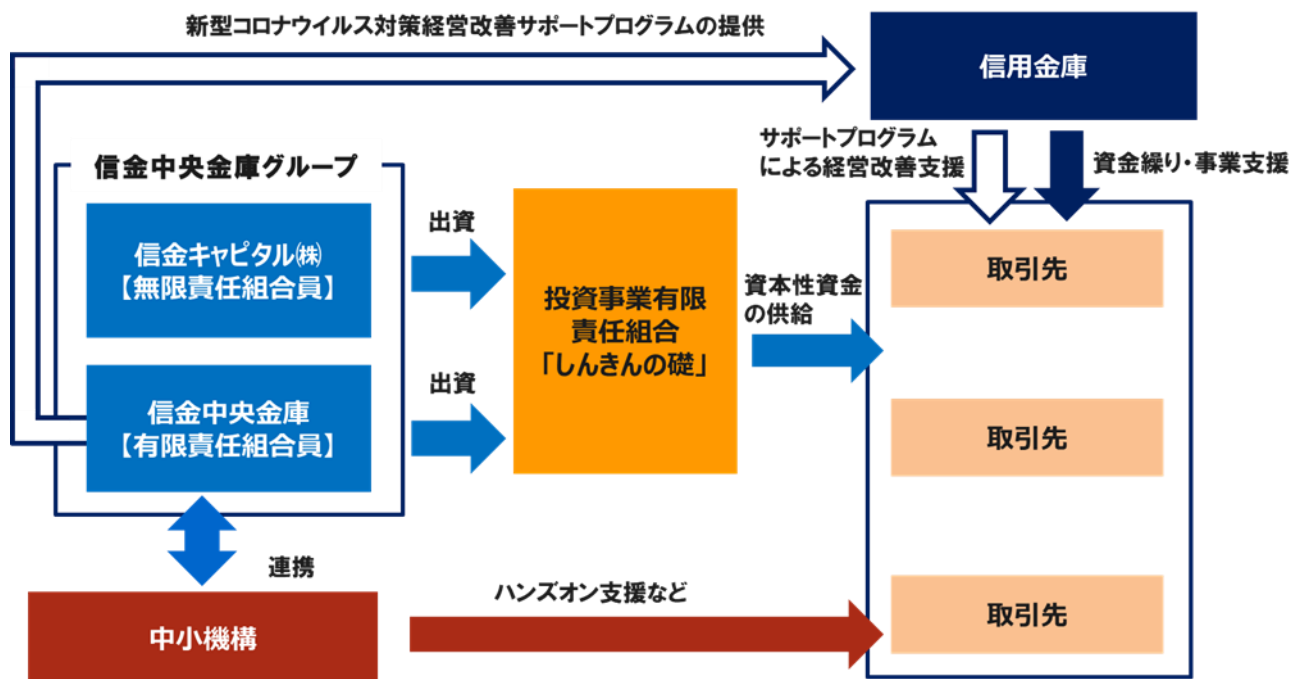 新型コロナウイルス対策経営改善サポートプログラムの提供
信用金庫
サポートプログラム
による経営改善支援
資金繰り・事業支援
信金中央金庫グループ
信金キャピタル㈱
【無限責任組合員】
出資
投資事業有限
責任組合
「しんきんの礎」
資本性資金
の供給
取引先
信金中央金庫
【有限責任組合員】
出資
取引先
連携
中小機構
ハンズオン支援など
取引先